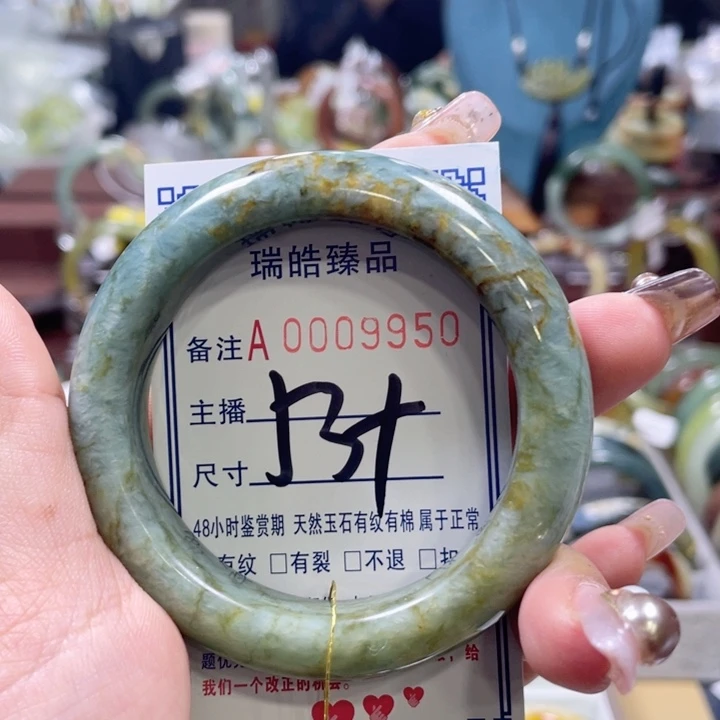 瑞皓臻品
备注 A 0009950
主播
尺寸
48小时鉴赏期 天然玉石有纹有棉 属于正常
有纹 □有裂 □不退 □
给
我们一个改正的机会。